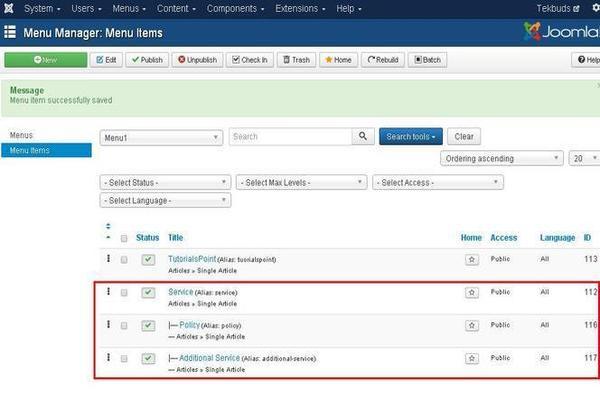 System Users Menus Content Components Extensions Help Tekbuds
Menu Manager: Menu Items Joomla
New Edit Publish Unpublish Check In Trash Home Rebuild Batch Help
Message
Menu item successfully saved
Menus
Menu Items
Menu1 Search Search tools Clear
Ordering ascending 20
- Select Status - - Select Max Levels - - Select Access -
- Select Language -
Status Title Home Access Language ID
TutorialsPoint (Alias: tuorialspoint) Public All 113
Articles » Single Article
Service (Alias: service) Public All 112
Articles » Single Article
|— Policy (Alias: policy) Public All 116
— Articles » Single Article
|— Additional Service (Alias: additional-service) Public All 117
— Articles » Single Article